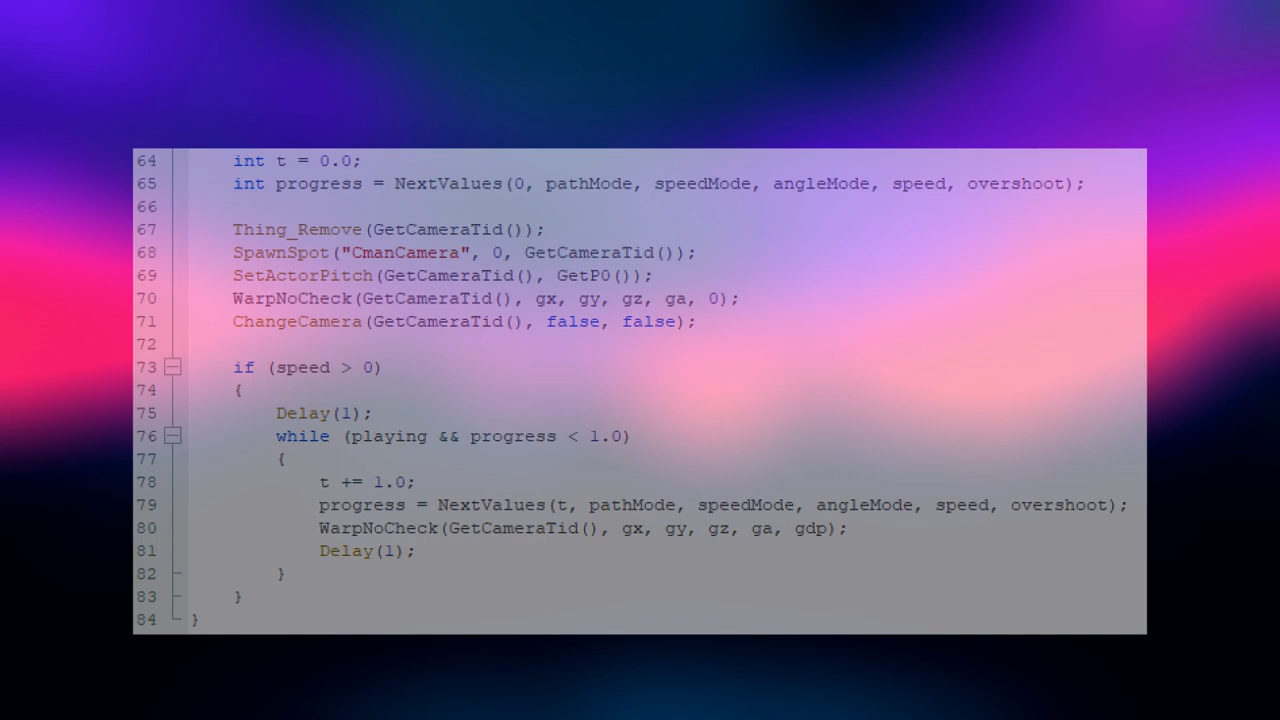 64 int t = 0.0;
65 int progress = NextValues(0, pathMode, speedMode, angleMode, speed, overshoot);
66
67 Thing_Remove(GetCameraTid());
68 SpawnSpot("CmanCamera", 0, GetCameraTid());
69 SetActorPitch(GetCameraTid(), GetP0());
70 WarpNoCheck(GetCameraTid(), gx, gy, gz, ga, 0);
71 ChangeCamera(GetCameraTid(), false, false);
72
73 if (speed > 0)
74 {
75 Delay(1);
76 while (playing && progress < 1.0)
77 {
78 t += 1.0;
79 progress = NextValues(t, pathMode, speedMode, angleMode, speed, overshoot);
80 WarpNoCheck(GetCameraTid(), gx, gy, gz, ga, gdp);
81 Delay(1);
82 }
83 }
84 }